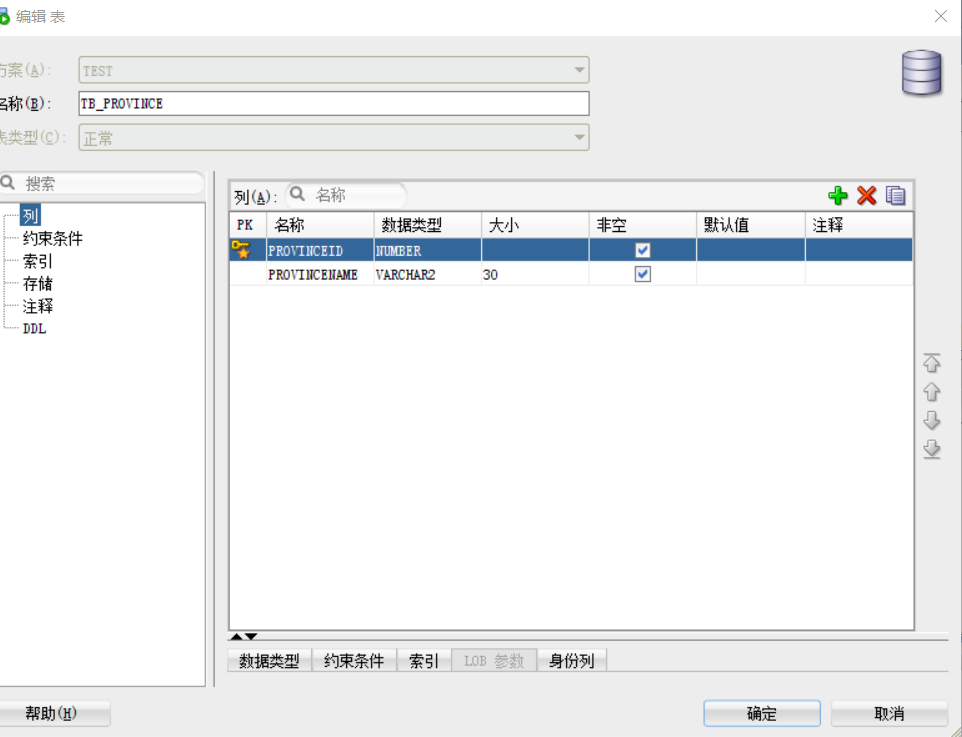 编辑 表
方案(A):
TEST
名称(B):
TB_PROVINCE
表类型(C):
正常
搜索
列
约束条件
索引
存储
注释
DDL
列(A):
名称
PK 名称 数据类型 大小 非空 默认值 注释
PROVINCEID NUMBER
PROVINCENAME VARCHAR2 30
数据类型 约束条件 索引 LOB 参数 身份列
帮助(H) 确定 取消